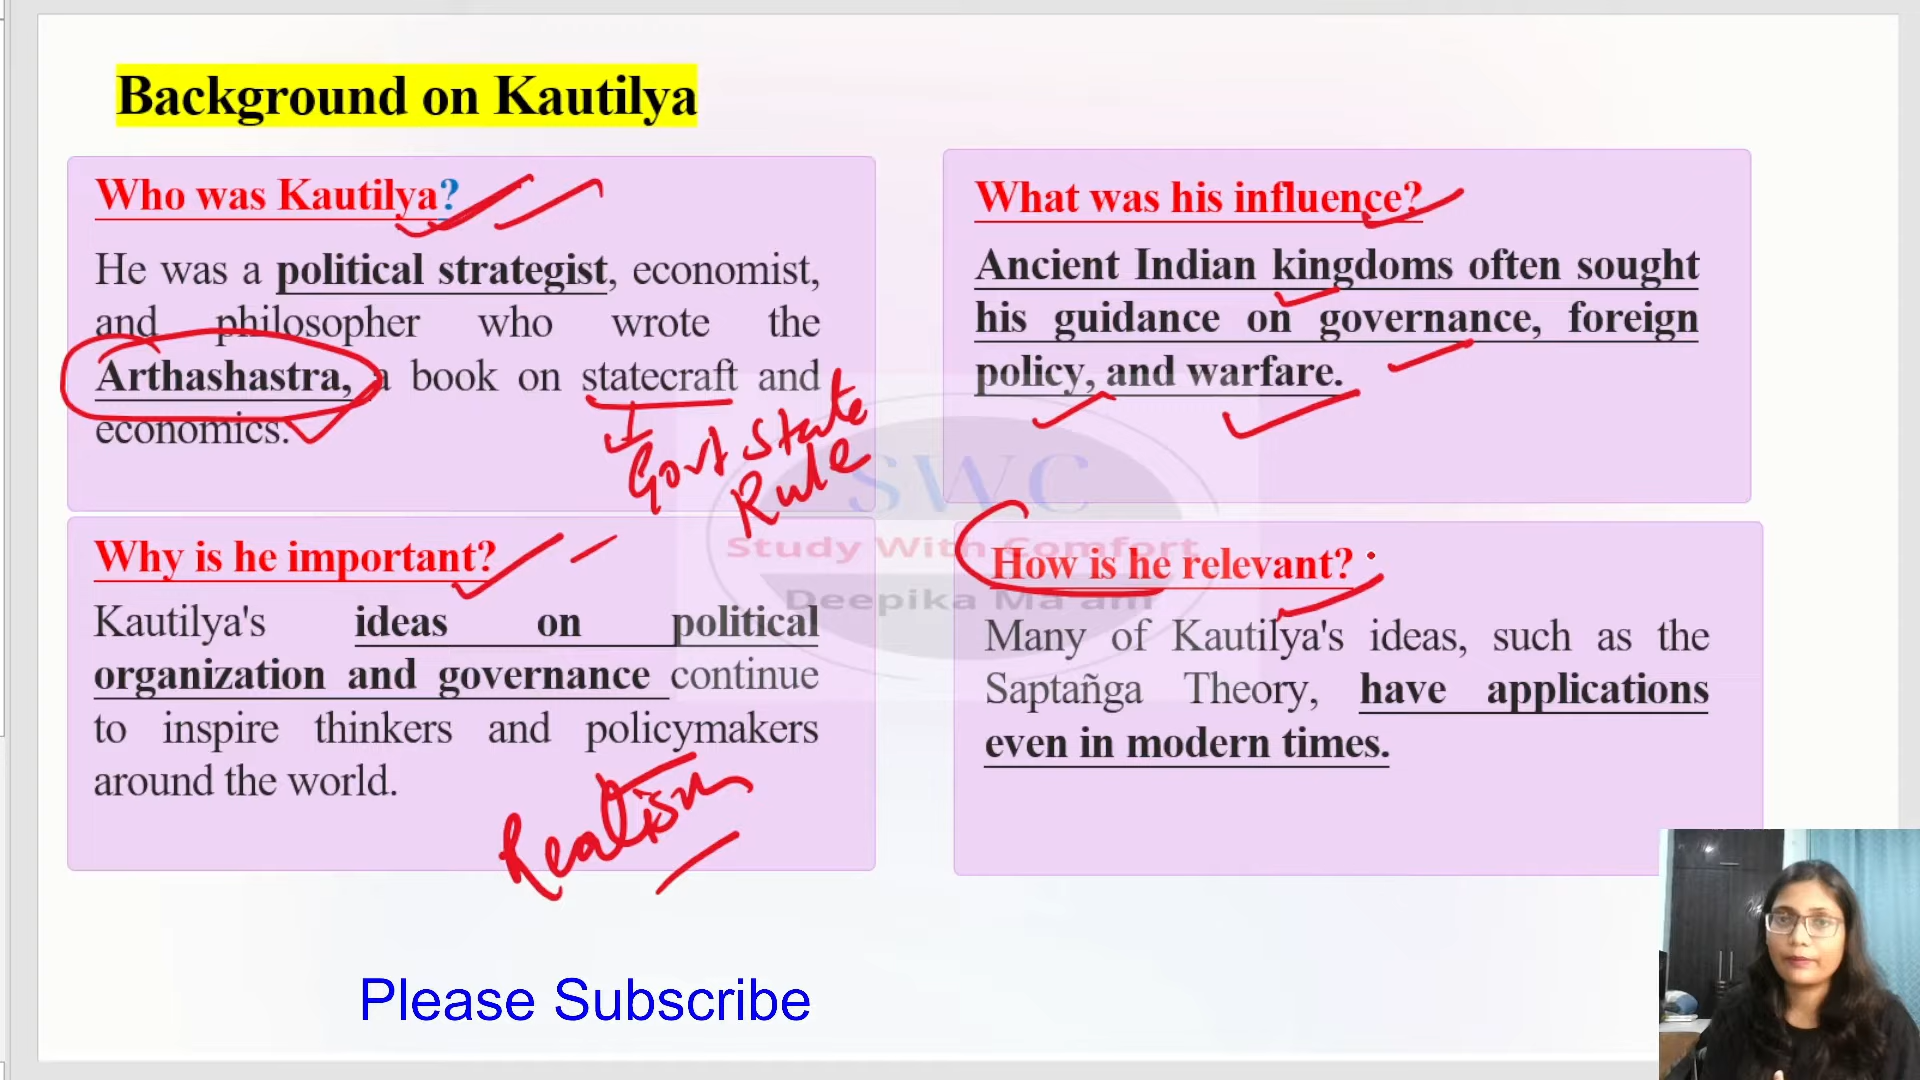 Background on Kautilya
Who was Kautilya?
He was a political strategist, economist,
and philosopher who wrote the
Arthashastra, a book on statecraft and
economics.
Govt State
Rule
What was his influence?
Ancient Indian kingdoms often sought
his guidance on governance, foreign
policy, and warfare.
SWC
Study With Comfort
Deepika Ma'am
Why is he important?
Kautilya's ideas on political
organization and governance continue
to inspire thinkers and policymakers
around the world.
Realism
How is he relevant?
Many of Kautilya's ideas, such as the
Saptañga Theory, have applications
even in modern times.
Please Subscribe